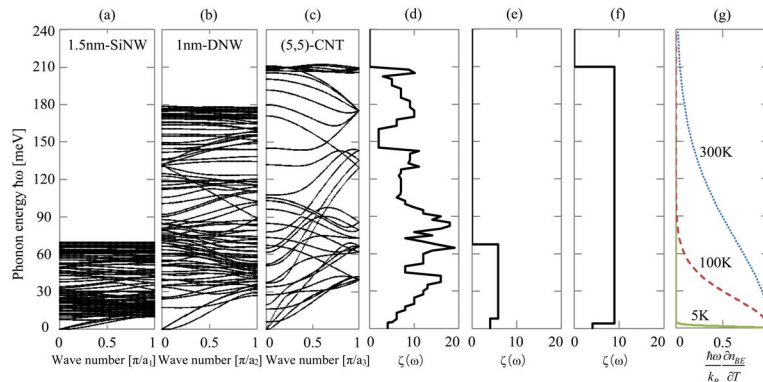 (a) (b) (c) (d) (e) (f) (g)
1.5nm-SiNW 1nm-DNW (5,5)-CNT
Phonon energy ħω [meV]
240
210
180
150
120
90
60
30
0
300K
100K
5K
0 0.5 1 0 0.5 1 0 0.5 1 0 10 20 0 10 20 0 10 20 0 0.5
Wave number [π/a₁] Wave number [π/a₂] Wave number [π/a₃] ζ(ω) ζ(ω) ζ(ω) ħω/k_B ∂n_BE/∂T